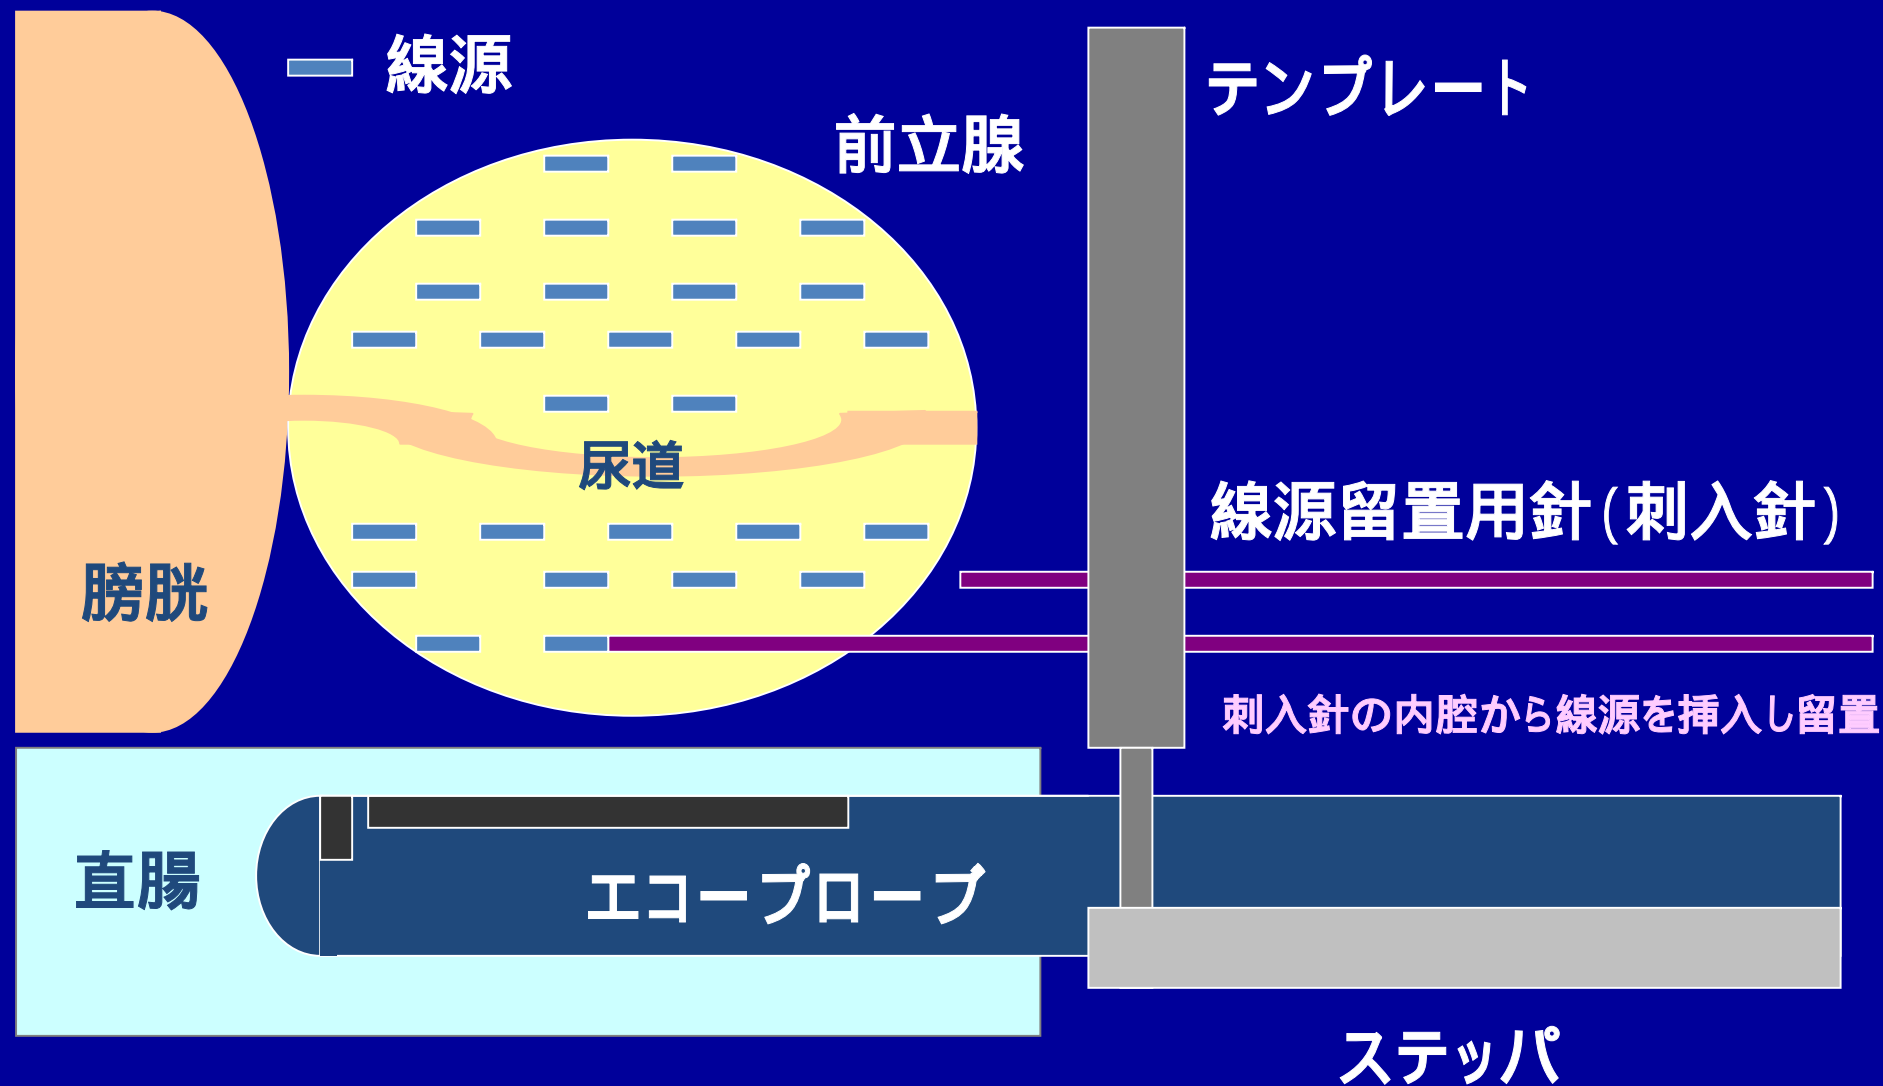 線源
テンプレート
前立腺
尿道
線源留置用針(刺入針)
膀胱
刺入針の内腔から線源を挿入し留置
直腸
エコープローブ
ステッパ